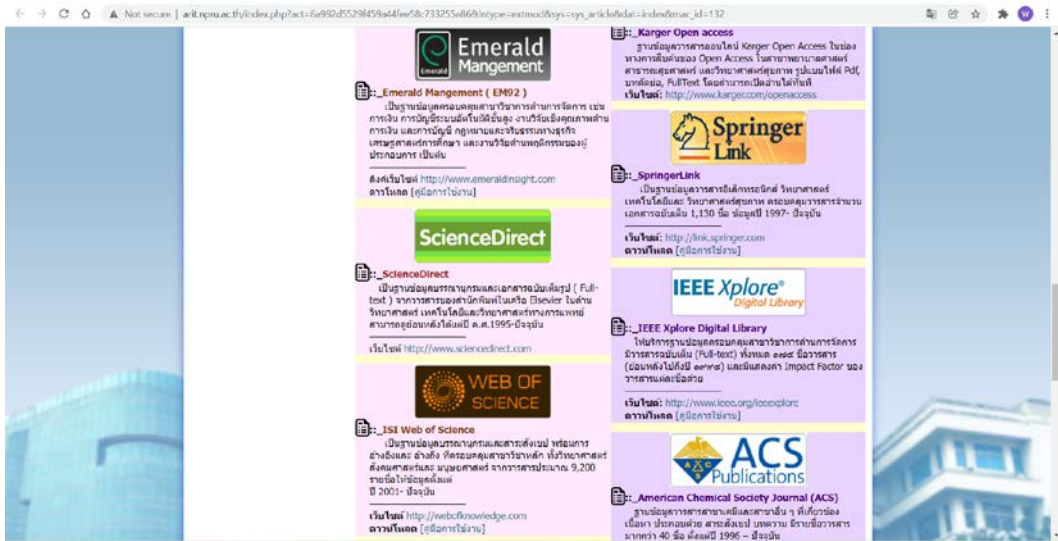 Not secure | arit.npru.ac.th/index.php?act=6a992d5529f459a44fee58c733255e86&lntype=extmod&sys=sys_article&dat=index&mac_id=132
Emerald
Mangement
Emerald
::_Emerald Mangement ( EM92 )
เป็นฐานข้อมูลครอบคลุมสาขาวิชาการด้านการจัดการ เช่น
การเงิน การบัญชีระบบอัตโนมัติขั้นสูง งานวิจัยเชิงคุณภาพด้าน
การเงิน และการบัญชี กฎหมายและจริยธรรมทางธุรกิจ
เศรษฐศาสตร์การศึกษา และงานวิจัยด้านพฤติกรรมของผู้
ประกอบการ เป็นต้น
ลิงค์เว็บไซต์ http://www.emeraldinsight.com
ดาวโหลด [คู่มือการใช้งาน]
ScienceDirect
::_ScienceDirect
เป็นฐานข้อมูลบรรณานุกรมและเอกสารฉบับเต็มรูป ( Full-
text ) จากวารสารของสำนักพิมพ์ในเครือ Elsevier ในด้าน
วิทยาศาสตร์ เทคโนโลยีและวิทยาศาสตร์ทางการแพทย์
สามารถดูย้อนหลังได้แต่ปี ค.ศ.1995-ปัจจุบัน
เว็บไซต์ http://www.sciencedirect.com
WEB OF
SCIENCE
::_ISI Web of Science
เป็นฐานข้อมูลบรรณานุกรมและสาระสังเขป พร้อมการ
อ้างอิงและ อ้างถึง ที่ครอบคลุมสาขาวิชาหลัก ทั้งวิทยาศาสตร์
สังคมศาสตร์และ มนุษยศาสตร์ จากวารสารประมาณ 9,200
รายชื่อให้ข้อมูลตั้งแต่
ปี 2001- ปัจจุบัน
เว็บไซต์ http://webofknowledge.com
ดาวน์โหลด [คู่มือการใช้งาน]
::_Karger Open access
ฐานข้อมูลวารสารออนไลน์ Kerger Open Access ในช่อง
ทางการสืบค้นของ Open Access ในสาขาพยาบาลศาสตร์
สาธารณสุขศาสตร์ และวิทยาศาสตร์สุขภาพ รูปแบบไฟล์ Pdf,
บทคัดย่อ, FullText โดยสามารถเปิดอ่านได้ทันที
เว็บไซต์: http://www.karger.com/openaccess
Springer
Link
::_SpringerLink
เป็นฐานข้อมูลวารสารอิเล็กทรอนิกส์ วิทยาศาสตร์
เทคโนโลยีและ วิทยาศาสตร์สุขภาพ ครอบคลุมวารสารจำนวน
เอกสารฉบับเต็ม 1,130 ชื่อ ข้อมูลปี 1997- ปัจจุบัน
เว็บไซต์: http://link.springer.com
ดาวน์โหลด [คู่มือการใช้งาน]
IEEE Xplore®
Digital Library
::_IEEE Xplore Digital Library
ให้บริการฐานข้อมูลครอบคลุมสาขาวิชาการด้านการจัดการ
มีวารสารฉบับเต็ม (Full-text) ทั้งหมด ชื่อวารสาร
(ย้อนหลังไปถึงปี ) และมีแสดงค่า Impact Factor ของ
วารสารแต่ละชื่อด้วย
เว็บไซต์: http://www.ieee.org/ieeexplore
ดาวน์โหลด [คู่มือการใช้งาน]
ACS
Publications
::_American Chemical Society Journal (ACS)
ฐานข้อมูลวารสารสาขาเคมีและสาขาอื่น ๆ ที่เกี่ยวข้อง
เนื้อหา ประกอบด้วย สาระสังเขป บทความ มีรายชื่อวารสาร
มากกว่า 40 ชื่อ ตั้งแต่ปี 1996 – ปัจจุบัน